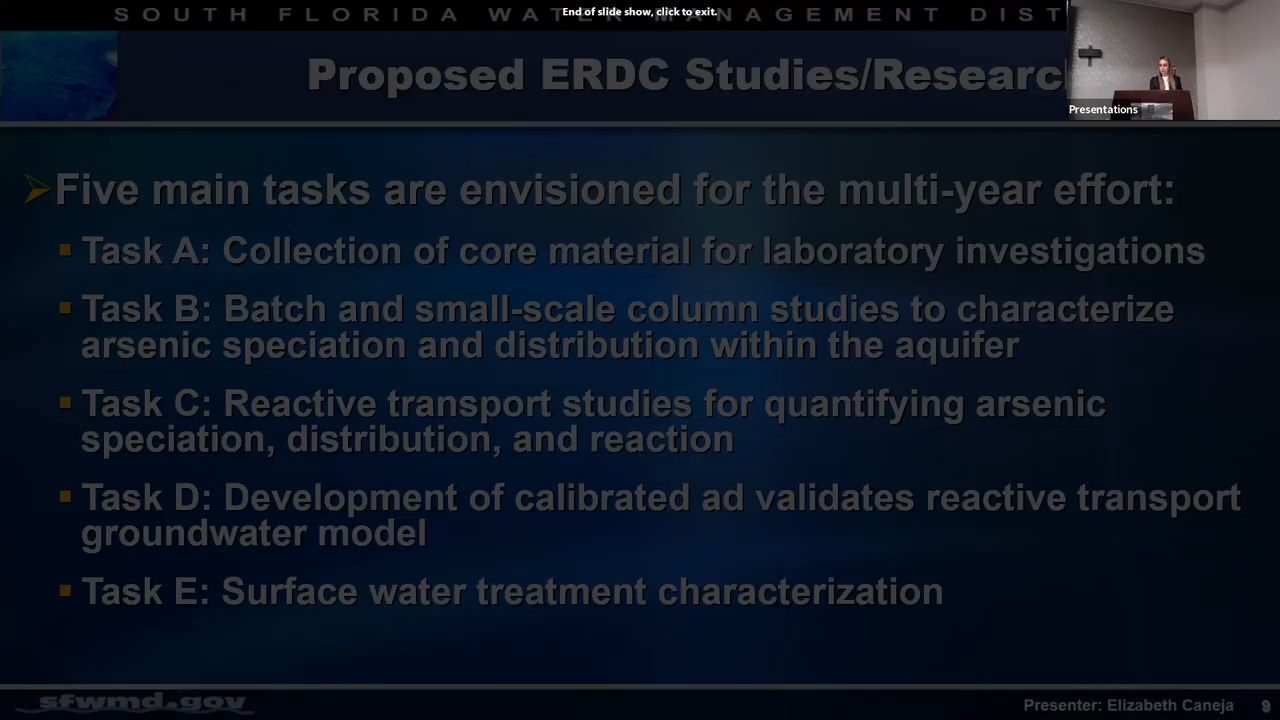 SOUTH FLORIDA WATER MANAGEMENT DIST
End of slide show, click to exit.
Proposed ERDC Studies/Researc
Presentations
Five main tasks are envisioned for the multi-year effort:
Task A: Collection of core material for laboratory investigations
Task B: Batch and small-scale column studies to characterize
arsenic speciation and distribution within the aquifer
Task C: Reactive transport studies for quantifying arsenic
speciation, distribution, and reaction
Task D: Development of calibrated ad validates reactive transport
groundwater model
Task E: Surface water treatment characterization
sfwmd.gov
Presenter: Elizabeth Caneja 9